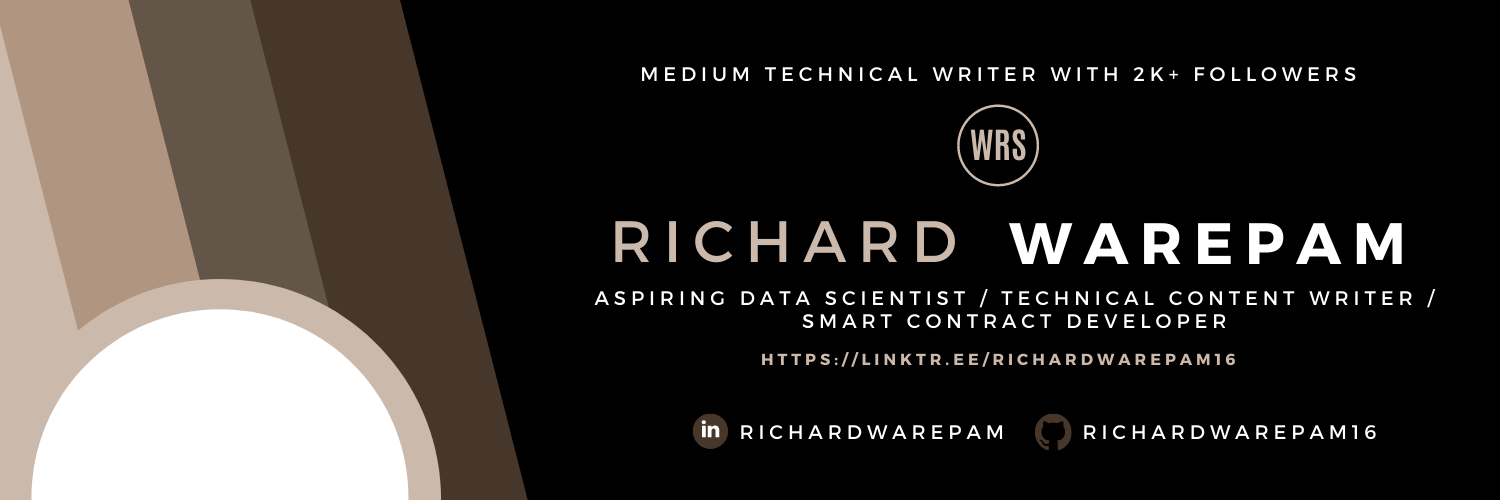 MEDIUM TECHNICAL WRITER WITH 2K+ FOLLOWERS
WRS
RICHARD WAREPAM
ASPIRING DATA SCIENTIST / TECHNICAL CONTENT WRITER /
SMART CONTRACT DEVELOPER
HTTPS://LINKTR.EE/RICHARDWAREPAM16
in RICHARDWAREPAM RICHARDWAREPAM16